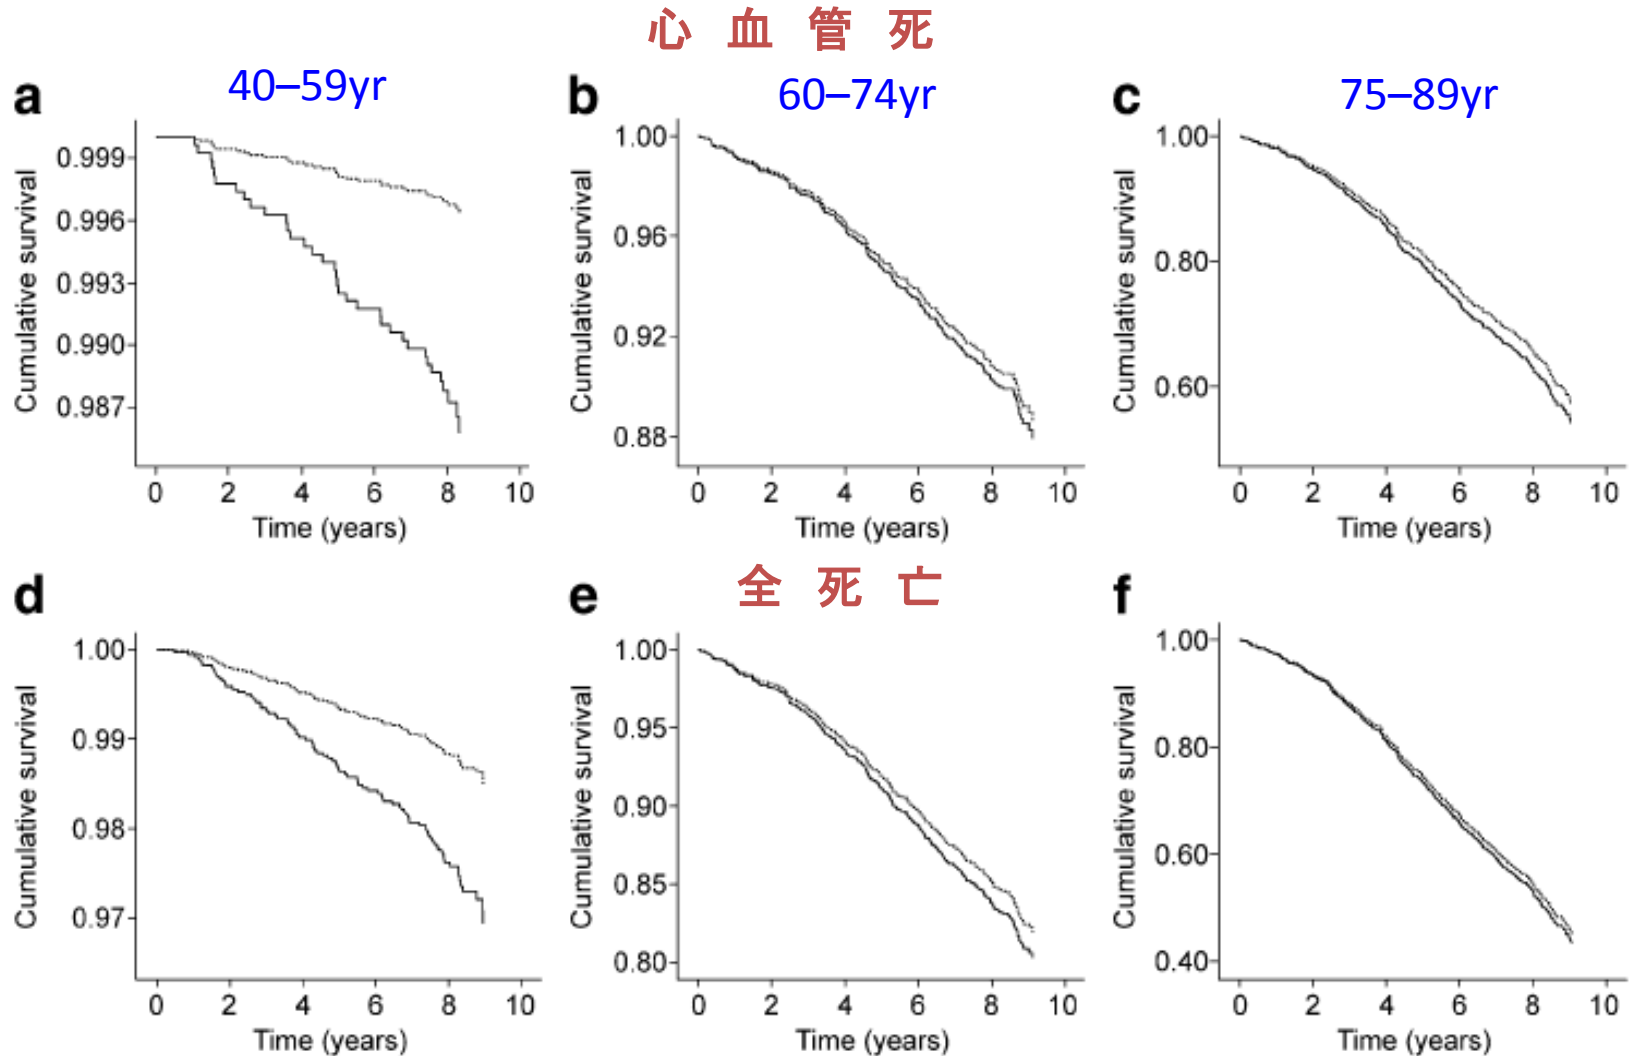 心 血 管 死
a 40–59yr
0.999
0.996
0.993
0.990
0.987
Cumulative survival
0 2 4 6 8 10
Time (years)
b 60–74yr
1.00
0.96
0.92
0.88
Cumulative survival
0 2 4 6 8 10
Time (years)
c 75–89yr
1.00
0.80
0.60
Cumulative survival
0 2 4 6 8 10
Time (years)
全 死 亡
d
1.00
0.99
0.98
0.97
Cumulative survival
0 2 4 6 8 10
Time (years)
e
1.00
0.95
0.90
0.85
0.80
Cumulative survival
0 2 4 6 8 10
Time (years)
f
1.00
0.80
0.60
0.40
Cumulative survival
0 2 4 6 8 10
Time (years)